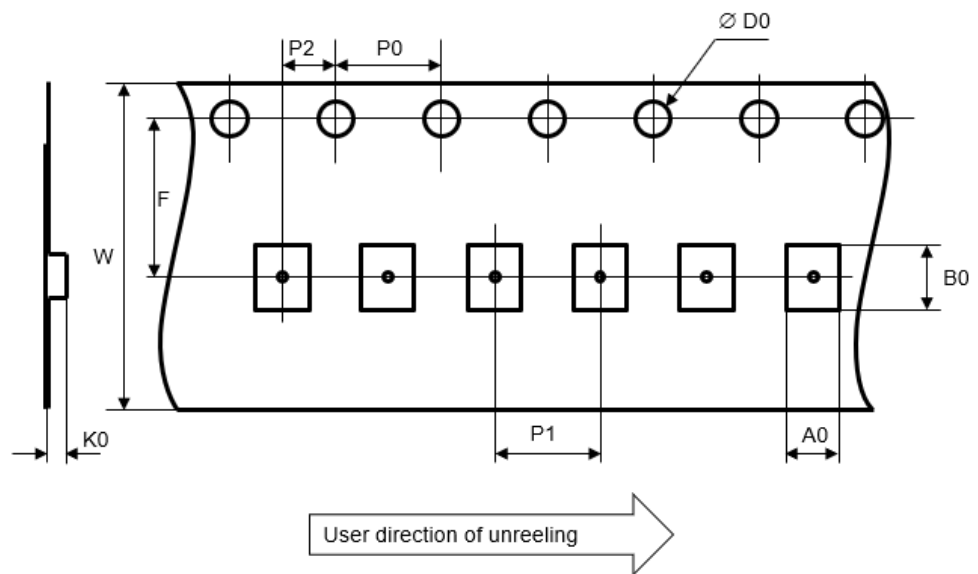 ∅ D0
P2
P0
F
W
B0
K0
P1
A0
User direction of unreeling